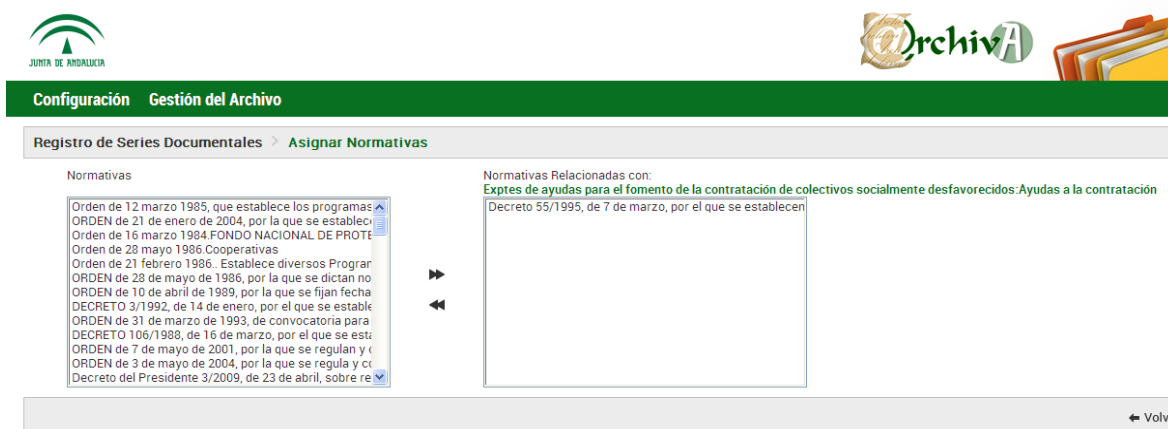 JUNTA DE ANDALUCIA
@rchivA
Configuración Gestión del Archivo
Registro de Series Documentales > Asignar Normativas
Normativas
Orden de 12 marzo 1985, que establece los programas
ORDEN de 21 de enero de 2004, por la que se establec
Orden de 16 marzo 1984.FONDO NACIONAL DE PROTE
Orden de 28 mayo 1986.Cooperativas
Orden de 21 febrero 1986.. Establece diversos Program
ORDEN de 28 de mayo de 1986, por la que se dictan no
ORDEN de 10 de abril de 1989, por la que se fijan fecha
DECRETO 3/1992, de 14 de enero, por el que se estable
ORDEN de 31 de marzo de 1993, de convocatoria para
DECRETO 106/1988, de 16 de marzo, por el que se esta
ORDEN de 7 de mayo de 2001, por la que se regulan y
ORDEN de 3 de mayo de 2004, por la que se regula y co
Decreto del Presidente 3/2009, de 23 de abril, sobre re
Normativas Relacionadas con:
Exptes de ayudas para el fomento de la contratación de colectivos socialmente desfavorecidos:Ayudas a la contratación
Decreto 55/1995, de 7 de marzo, por el que se establecen
Volv